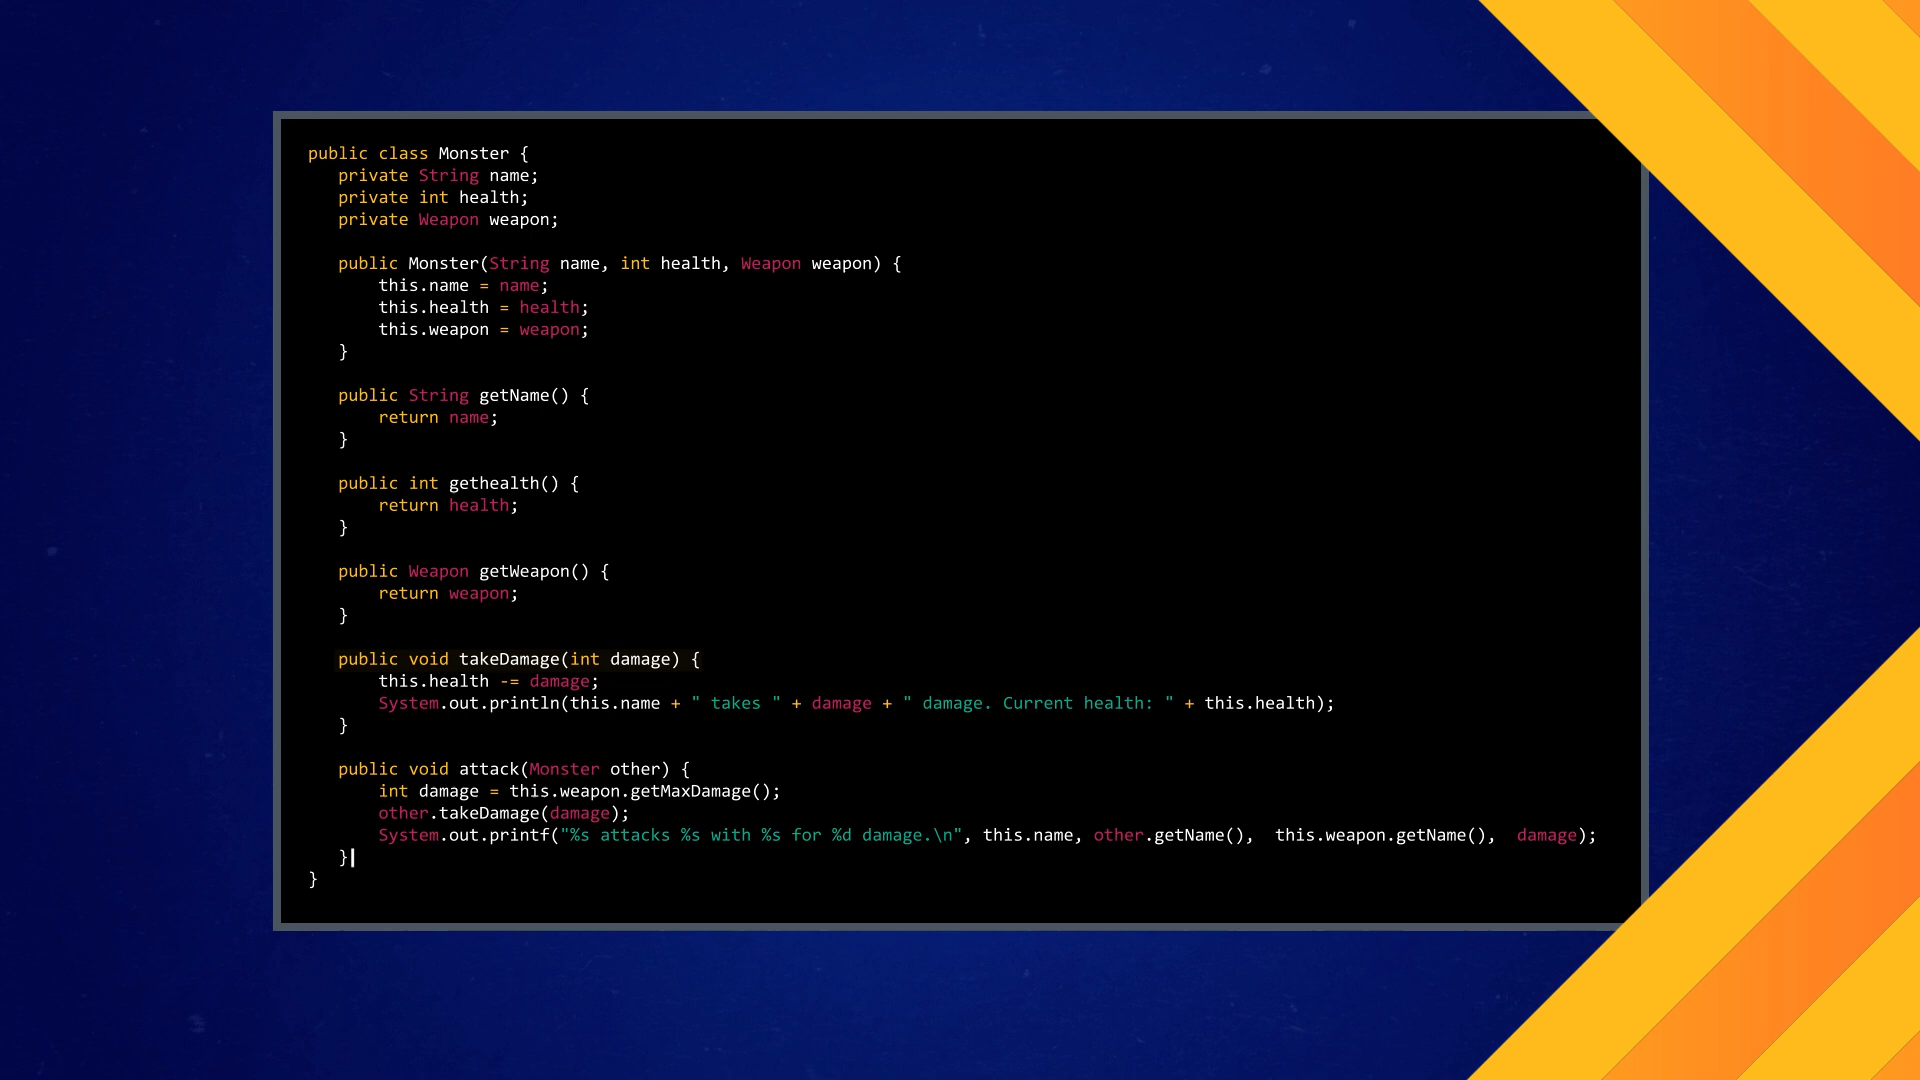 public class Monster {
private String name;
private int health;
private Weapon weapon;
public Monster(String name, int health, Weapon weapon) {
this.name = name;
this.health = health;
this.weapon = weapon;
}
public String getName() {
return name;
}
public int gethealth() {
return health;
}
public Weapon getWeapon() {
return weapon;
}
public void takeDamage(int damage) {
this.health -= damage;
System.out.println(this.name + " takes " + damage + " damage. Current health: " + this.health);
}
public void attack(Monster other) {
int damage = this.weapon.getMaxDamage();
other.takeDamage(damage);
System.out.printf("%s attacks %s with %s for %d damage.\n", this.name, other.getName(),  this.weapon.getName(),  damage);
}
}